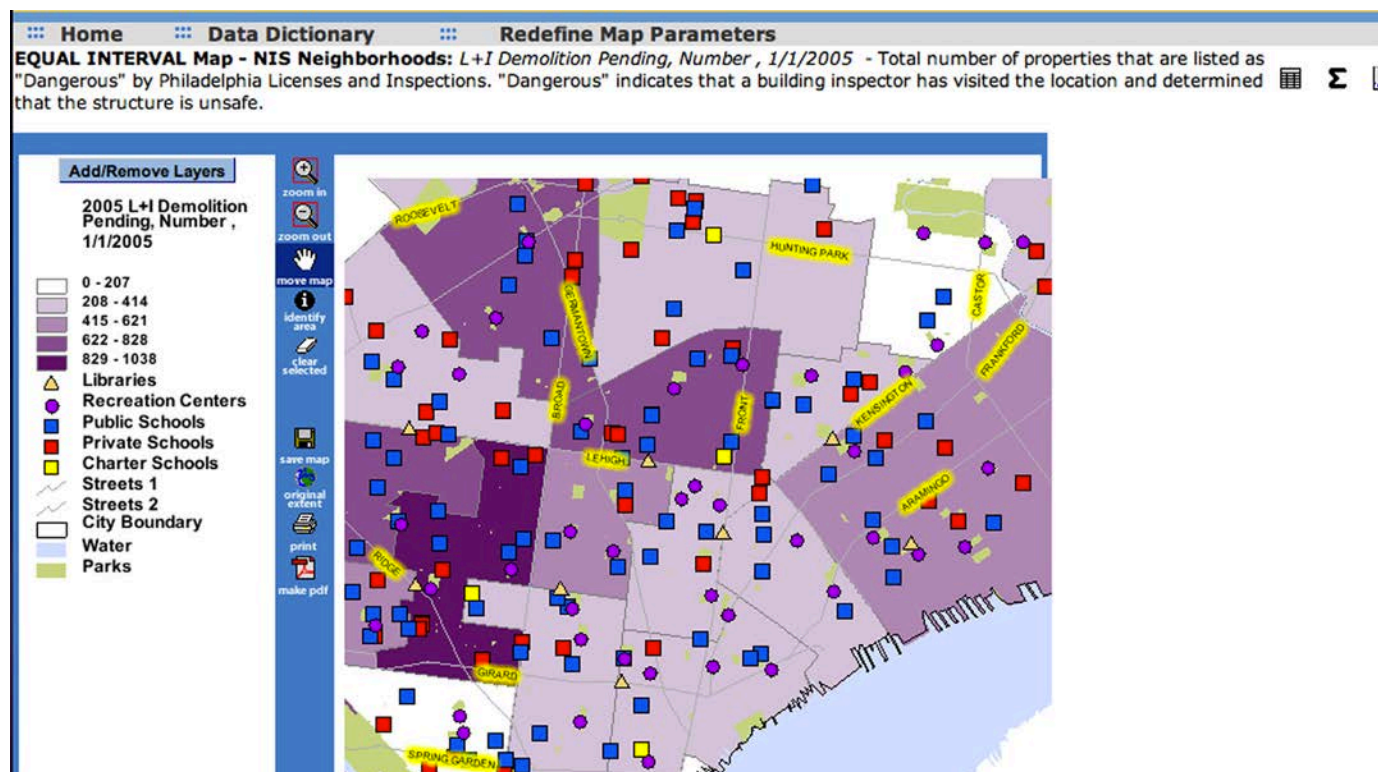 Home Data Dictionary Redefine Map Parameters
EQUAL INTERVAL Map - NIS Neighborhoods: L+I Demolition Pending, Number , 1/1/2005 - Total number of properties that are listed as
"Dangerous" by Philadelphia Licenses and Inspections. "Dangerous" indicates that a building inspector has visited the location and determined
that the structure is unsafe.
Σ
Add/Remove Layers
2005 L+I Demolition
Pending, Number ,
1/1/2005
0 - 207
208 - 414
415 - 621
622 - 828
829 - 1038
Libraries
Recreation Centers
Public Schools
Private Schools
Charter Schools
Streets 1
Streets 2
City Boundary
Water
Parks
zoom in
zoom out
move map
identify
area
clear
selected
save map
original
extent
print
make pdf
ROOSEVELT
HUNTING PARK
CASTOR
GERMANTOWN
FRANKFORD
BROAD
FRONT
KENSINGTON
LEHIGH
ARAMINGO
RIDGE
GIRARD
SPRING GARDEN